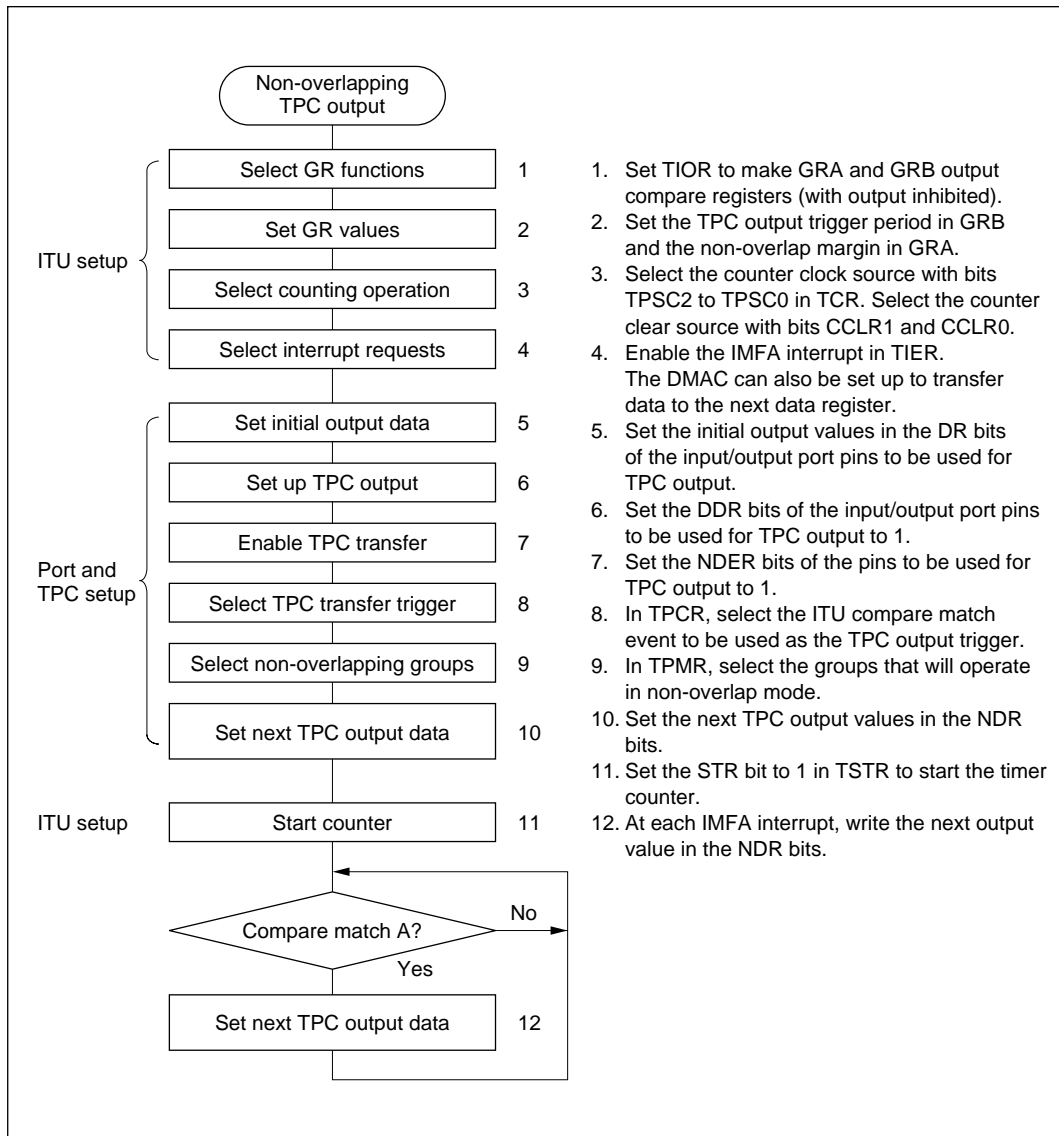 Non-overlapping
TPC output
ITU setup
Select GR functions 1
Set GR values 2
Select counting operation 3
Select interrupt requests 4
Port and
TPC setup
Set initial output data 5
Set up TPC output 6
Enable TPC transfer 7
Select TPC transfer trigger 8
Select non-overlapping groups 9
Set next TPC output data 10
ITU setup
Start counter 11
Compare match A?
No
Yes
Set next TPC output data 12
1. Set TIOR to make GRA and GRB output
compare registers (with output inhibited).
2. Set the TPC output trigger period in GRB
and the non-overlap margin in GRA.
3. Select the counter clock source with bits
TPSC2 to TPSC0 in TCR. Select the counter
clear source with bits CCLR1 and CCLR0.
4. Enable the IMFA interrupt in TIER.
The DMAC can also be set up to transfer
data to the next data register.
5. Set the initial output values in the DR bits
of the input/output port pins to be used for
TPC output.
6. Set the DDR bits of the input/output port pins
to be used for TPC output to 1.
7. Set the NDER bits of the pins to be used for
TPC output to 1.
8. In TPCR, select the ITU compare match
event to be used as the TPC output trigger.
9. In TPMR, select the groups that will operate
in non-overlap mode.
10. Set the next TPC output values in the NDR
bits.
11. Set the STR bit to 1 in TSTR to start the timer
counter.
12. At each IMFA interrupt, write the next output
value in the NDR bits.